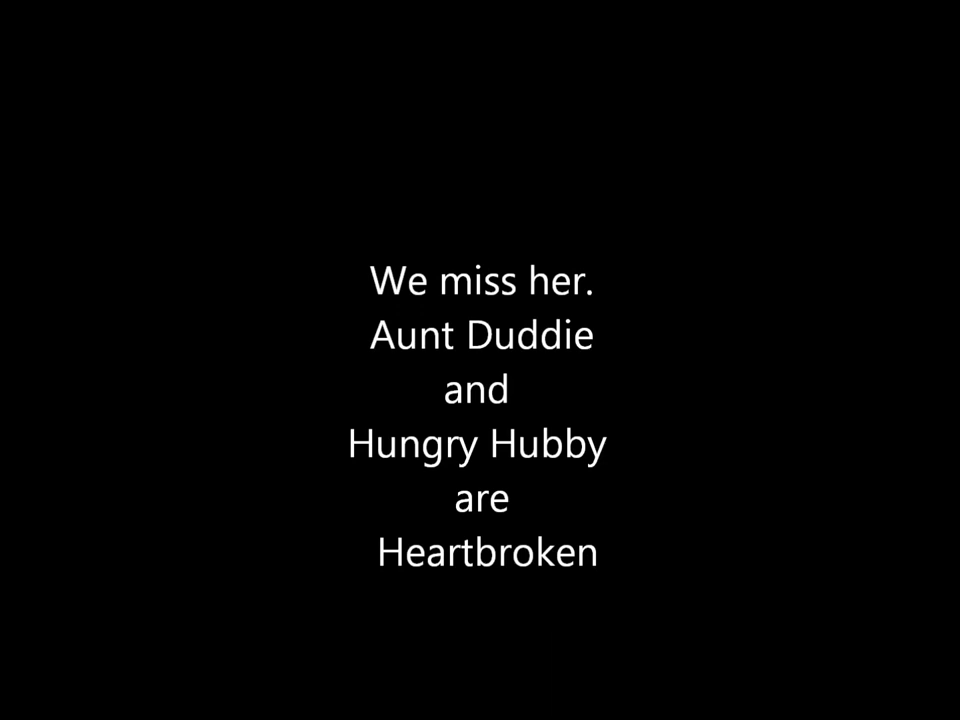 We miss her.
Aunt Duddie
and
Hungry Hubby
are
Heartbroken